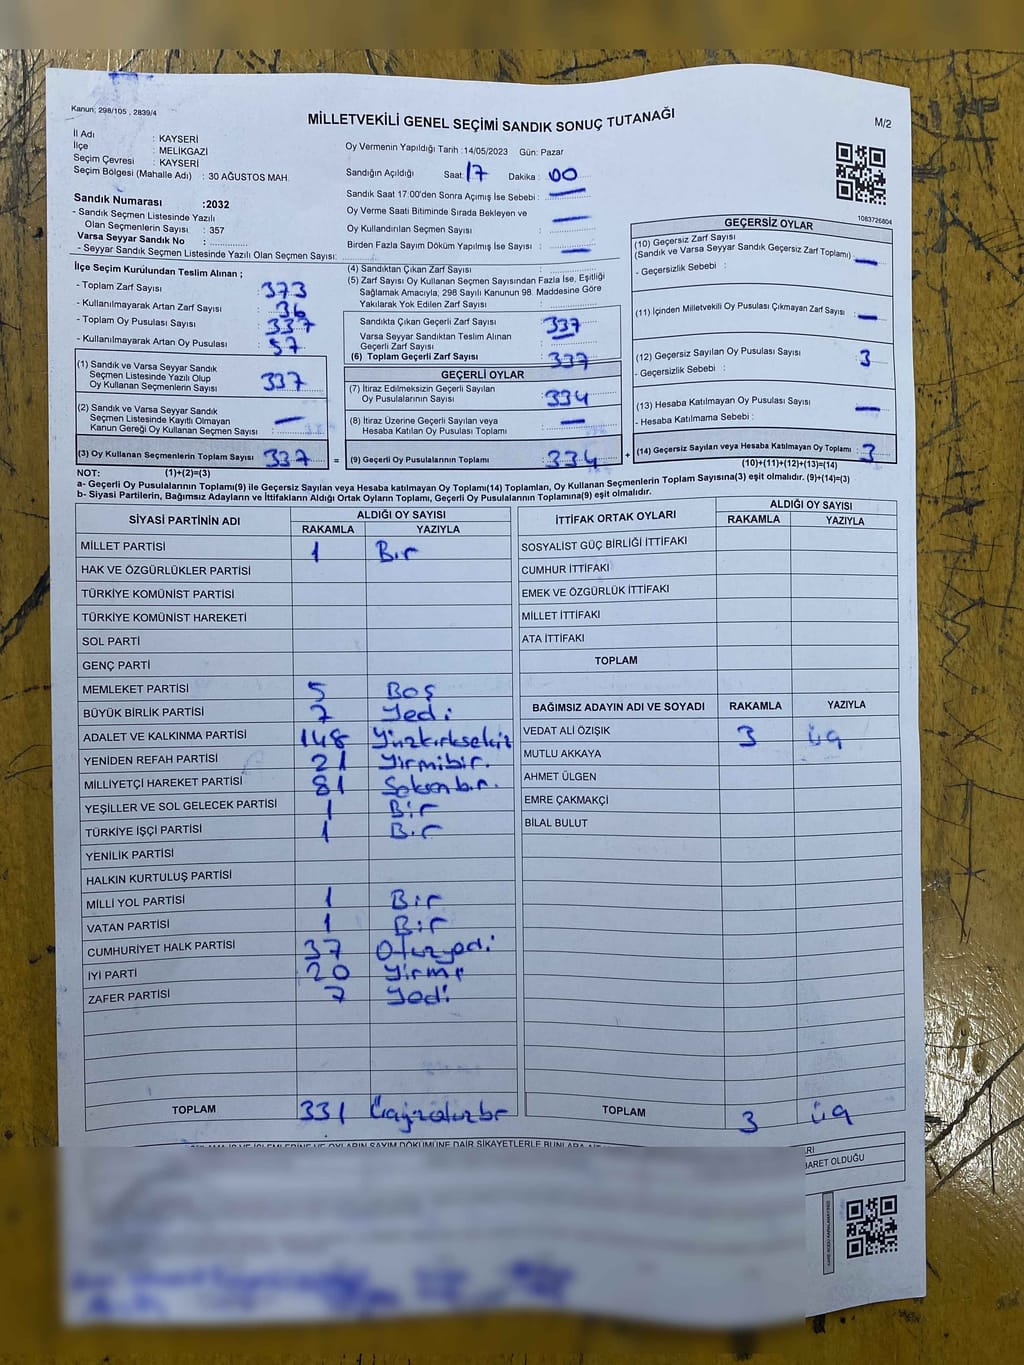 Kanun; 298/105 , 2839/4
MİLLETVEKİLİ GENEL SEÇİMİ SANDIK SONUÇ TUTANAĞI
M/2
İl Adı : KAYSERİ
İlçe : MELİKGAZİ
Seçim Çevresi : KAYSERİ
Seçim Bölgesi (Mahalle Adı) : 30 AĞUSTOS MAH.
Sandık Numarası :2032
- Sandık Seçmen Listesinde Yazılı
Olan Seçmenlerin Sayısı : 357
Varsa Seyyar Sandık No :
- Seyyar Sandık Seçmen Listesinde Yazılı Olan Seçmen Sayısı:
Oy Vermenin Yapıldığı Tarih :14/05/2023 Gün: Pazar
Sandığın Açıldığı Saat: 17 Dakika : 00
Sandık Saat 17:00'den Sonra Açımış İse Sebebi : —
Oy Verme Saati Bitiminde Sırada Bekleyen ve
Oy Kullandırılan Seçmen Sayısı : —
Birden Fazla Sayım Döküm Yapılmış İse Sayısı : —
1083726804
İlçe Seçim Kurulundan Teslim Alınan ;
- Toplam Zarf Sayısı : 373
- Kullanılmayarak Artan Zarf Sayısı : 36
- Toplam Oy Pusulası Sayısı : 337
- Kullanılmayarak Artan Oy Pusulası : 57
(1) Sandık ve Varsa Seyyar Sandık
Seçmen Listesinde Yazılı Olup
Oy Kullanan Seçmenlerin Sayısı : 337
(2) Sandık ve Varsa Seyyar Sandık
Seçmen Listesinde Kayıtlı Olmayan
Kanun Gereği Oy Kullanan Seçmen Sayısı : —
(3) Oy Kullanan Seçmenlerin Toplam Sayısı : 337 =
(1)+(2)=(3)
(4) Sandıktan Çıkan Zarf Sayısı :
(5) Zarf Sayısı Oy Kullanan Seçmen Sayısından Fazla İse, Eşitliği
Sağlamak Amacıyla, 298 Sayılı Kanunun 98. Maddesine Göre
Yakılarak Yok Edilen Zarf Sayısı :
Sandıkta Çıkan Geçerli Zarf Sayısı : 337
Varsa Seyyar Sandıktan Teslim Alınan
Geçerli Zarf Sayısı : —
(6) Toplam Geçerli Zarf Sayısı : 337
GEÇERLİ OYLAR
(7) İtiraz Edilmeksizin Geçerli Sayılan
Oy Pusulalarının Sayısı : 334
(8) İtiraz Üzerine Geçerli Sayılan veya
Hesaba Katılan Oy Pusulası Toplamı : —
(9) Geçerli Oy Pusulalarının Toplamı : 334 +
GEÇERSİZ OYLAR
(10) Geçersiz Zarf Sayısı
(Sandık ve Varsa Seyyar Sandık Geçersiz Zarf Toplamı) : —
- Geçersizlik Sebebi :
(11) İçinden Milletvekili Oy Pusulası Çıkmayan Zarf Sayısı : —
(12) Geçersiz Sayılan Oy Pusulası Sayısı : 3
- Geçersizlik Sebebi :
(13) Hesaba Katılmayan Oy Pusulası Sayısı : —
- Hesaba Katılmama Sebebi :
(14) Geçersiz Sayılan veya Hesaba Katılmayan Oy Toplamı : 3
(10)+(11)+(12)+(13)=(14)
NOT:
a- Geçerli Oy Pusulalarının Toplamı(9) ile Geçersiz Sayılan veya Hesaba katılmayan Oy Toplamı(14) Toplamları, Oy Kullanan Seçmenlerin Toplam Sayısına(3) eşit olmalıdır. (9)+(14)=(3)
b- Siyasi Partilerin, Bağımsız Adayların ve İttifakların Aldığı Ortak Oyların Toplamı, Geçerli Oy Pusulalarının Toplamına(9) eşit olmalıdır.
SİYASİ PARTİNİN ADI ALDIĞI OY SAYISI
RAKAMLA YAZIYLA
MİLLET PARTİSİ 1 Bir
HAK VE ÖZGÜRLÜKLER PARTİSİ
TÜRKİYE KOMÜNİST PARTİSİ
TÜRKİYE KOMÜNİST HAREKETİ
SOL PARTİ
GENÇ PARTİ
MEMLEKET PARTİSİ 5 Boş
BÜYÜK BİRLİK PARTİSİ 7 Yedi
ADALET VE KALKINMA PARTİSİ 148 Yüzkırksekiz
YENİDEN REFAH PARTİSİ 21 Yirmibir.
MİLLİYETÇİ HAREKET PARTİSİ 81 Seksenbir.
YEŞİLLER VE SOL GELECEK PARTİSİ 1 Bir
TÜRKİYE İŞÇİ PARTİSİ 1 Bir
YENİLİK PARTİSİ
HALKIN KURTULUŞ PARTİSİ
MİLLİ YOL PARTİSİ 1 Bir
VATAN PARTİSİ 1 Bir
CUMHURİYET HALK PARTİSİ 37 Otuzyedi
İYİ PARTİ 20 Yirmi
ZAFER PARTİSİ 7 Yedi
TOPLAM 331 Üçyüzotuzbir
İTTİFAK ORTAK OYLARI ALDIĞI OY SAYISI
RAKAMLA YAZIYLA
SOSYALİST GÜÇ BİRLİĞİ İTTİFAKI
CUMHUR İTTİFAKI
EMEK VE ÖZGÜRLÜK İTTİFAKI
MİLLET İTTİFAKI
ATA İTTİFAKI
TOPLAM
BAĞIMSIZ ADAYIN ADI VE SOYADI RAKAMLA YAZIYLA
VEDAT ALİ ÖZIŞIK 3 üç
MUTLU AKKAYA
AHMET ÜLGEN
EMRE ÇAKMAKÇİ
BİLAL BULUT
TOPLAM 3 üç
DÖKÜMÜNE DAİR ŞİKAYETLERLE BUNLARA
OLDUĞU